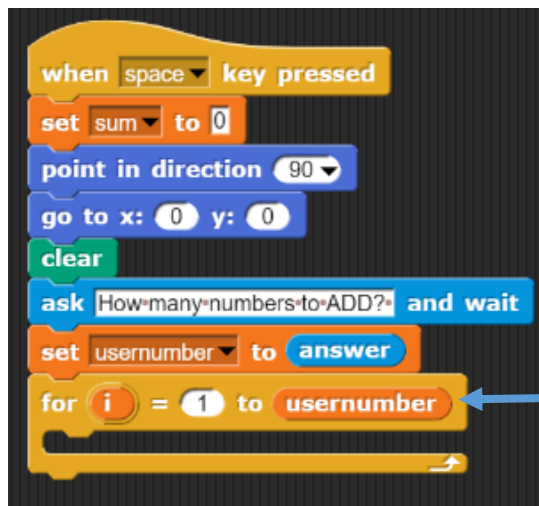 when space key pressed
set sum to 0
point in direction 90
go to x: 0 y: 0
clear
ask How many numbers to ADD? and wait
set usernumber to answer
for i = 1 to usernumber